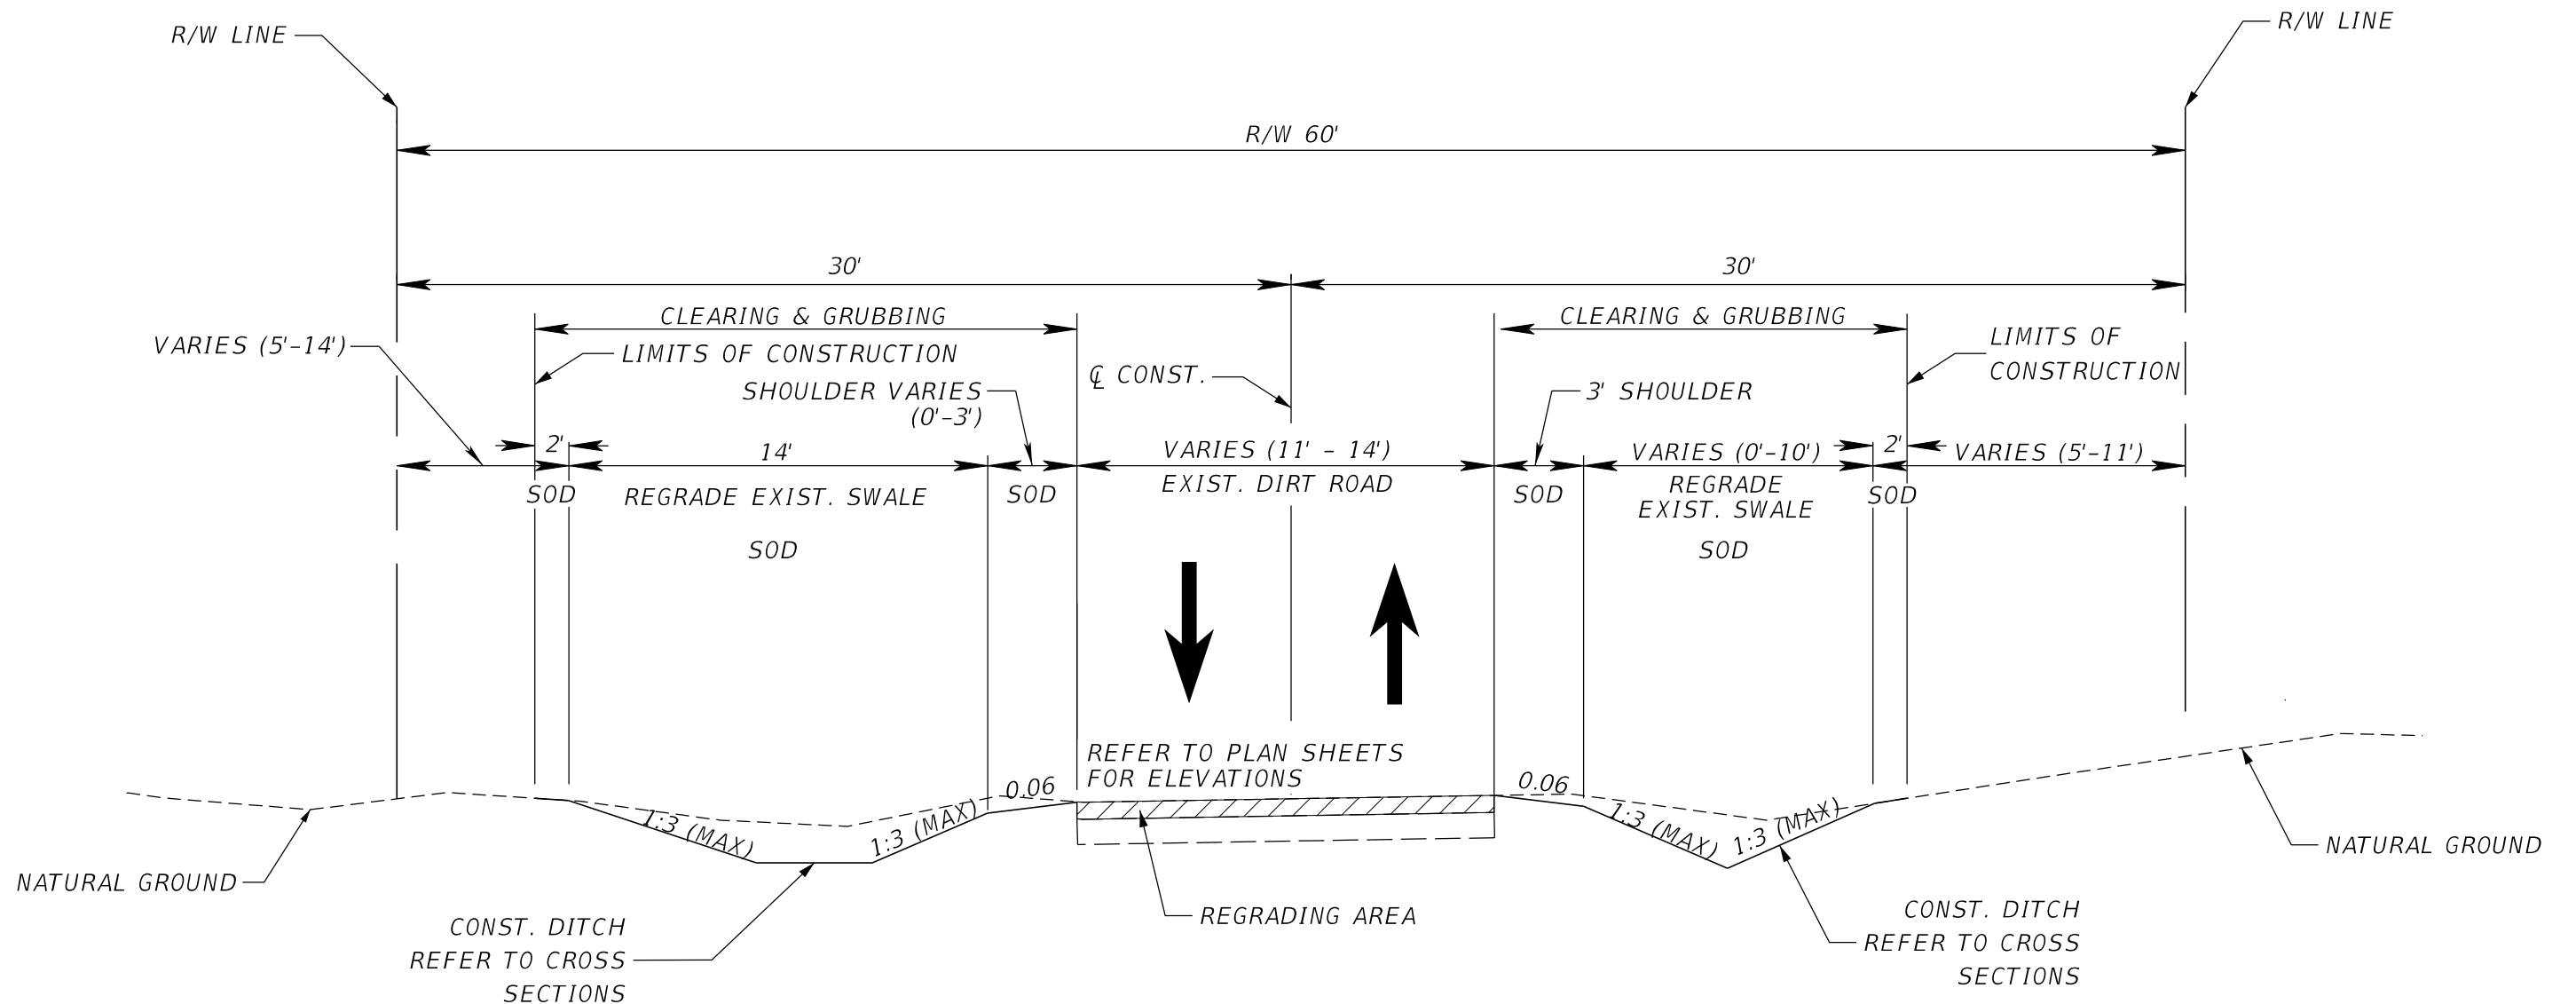 R/W LINE
R/W LINE
R/W 60'
30'
30'
CLEARING & GRUBBING
CLEARING & GRUBBING
VARIES (5'-14')
LIMITS OF CONSTRUCTION
LIMITS OF
CONSTRUCTION
SHOULDER VARIES
(0'-3')
℄ CONST.
3' SHOULDER
2'
14'
VARIES (11' - 14')
EXIST. DIRT ROAD
VARIES (0'-10')
2'
VARIES (5'-11')
SOD
REGRADE EXIST. SWALE
SOD
SOD
SOD
REGRADE
EXIST. SWALE
SOD
SOD
REFER TO PLAN SHEETS
FOR ELEVATIONS
0.06
0.06
1:3 (MAX)
1:3 (MAX)
1:3 (MAX)
1:3 (MAX)
NATURAL GROUND
NATURAL GROUND
REGRADING AREA
CONST. DITCH
REFER TO CROSS
SECTIONS
CONST. DITCH
REFER TO CROSS
SECTIONS